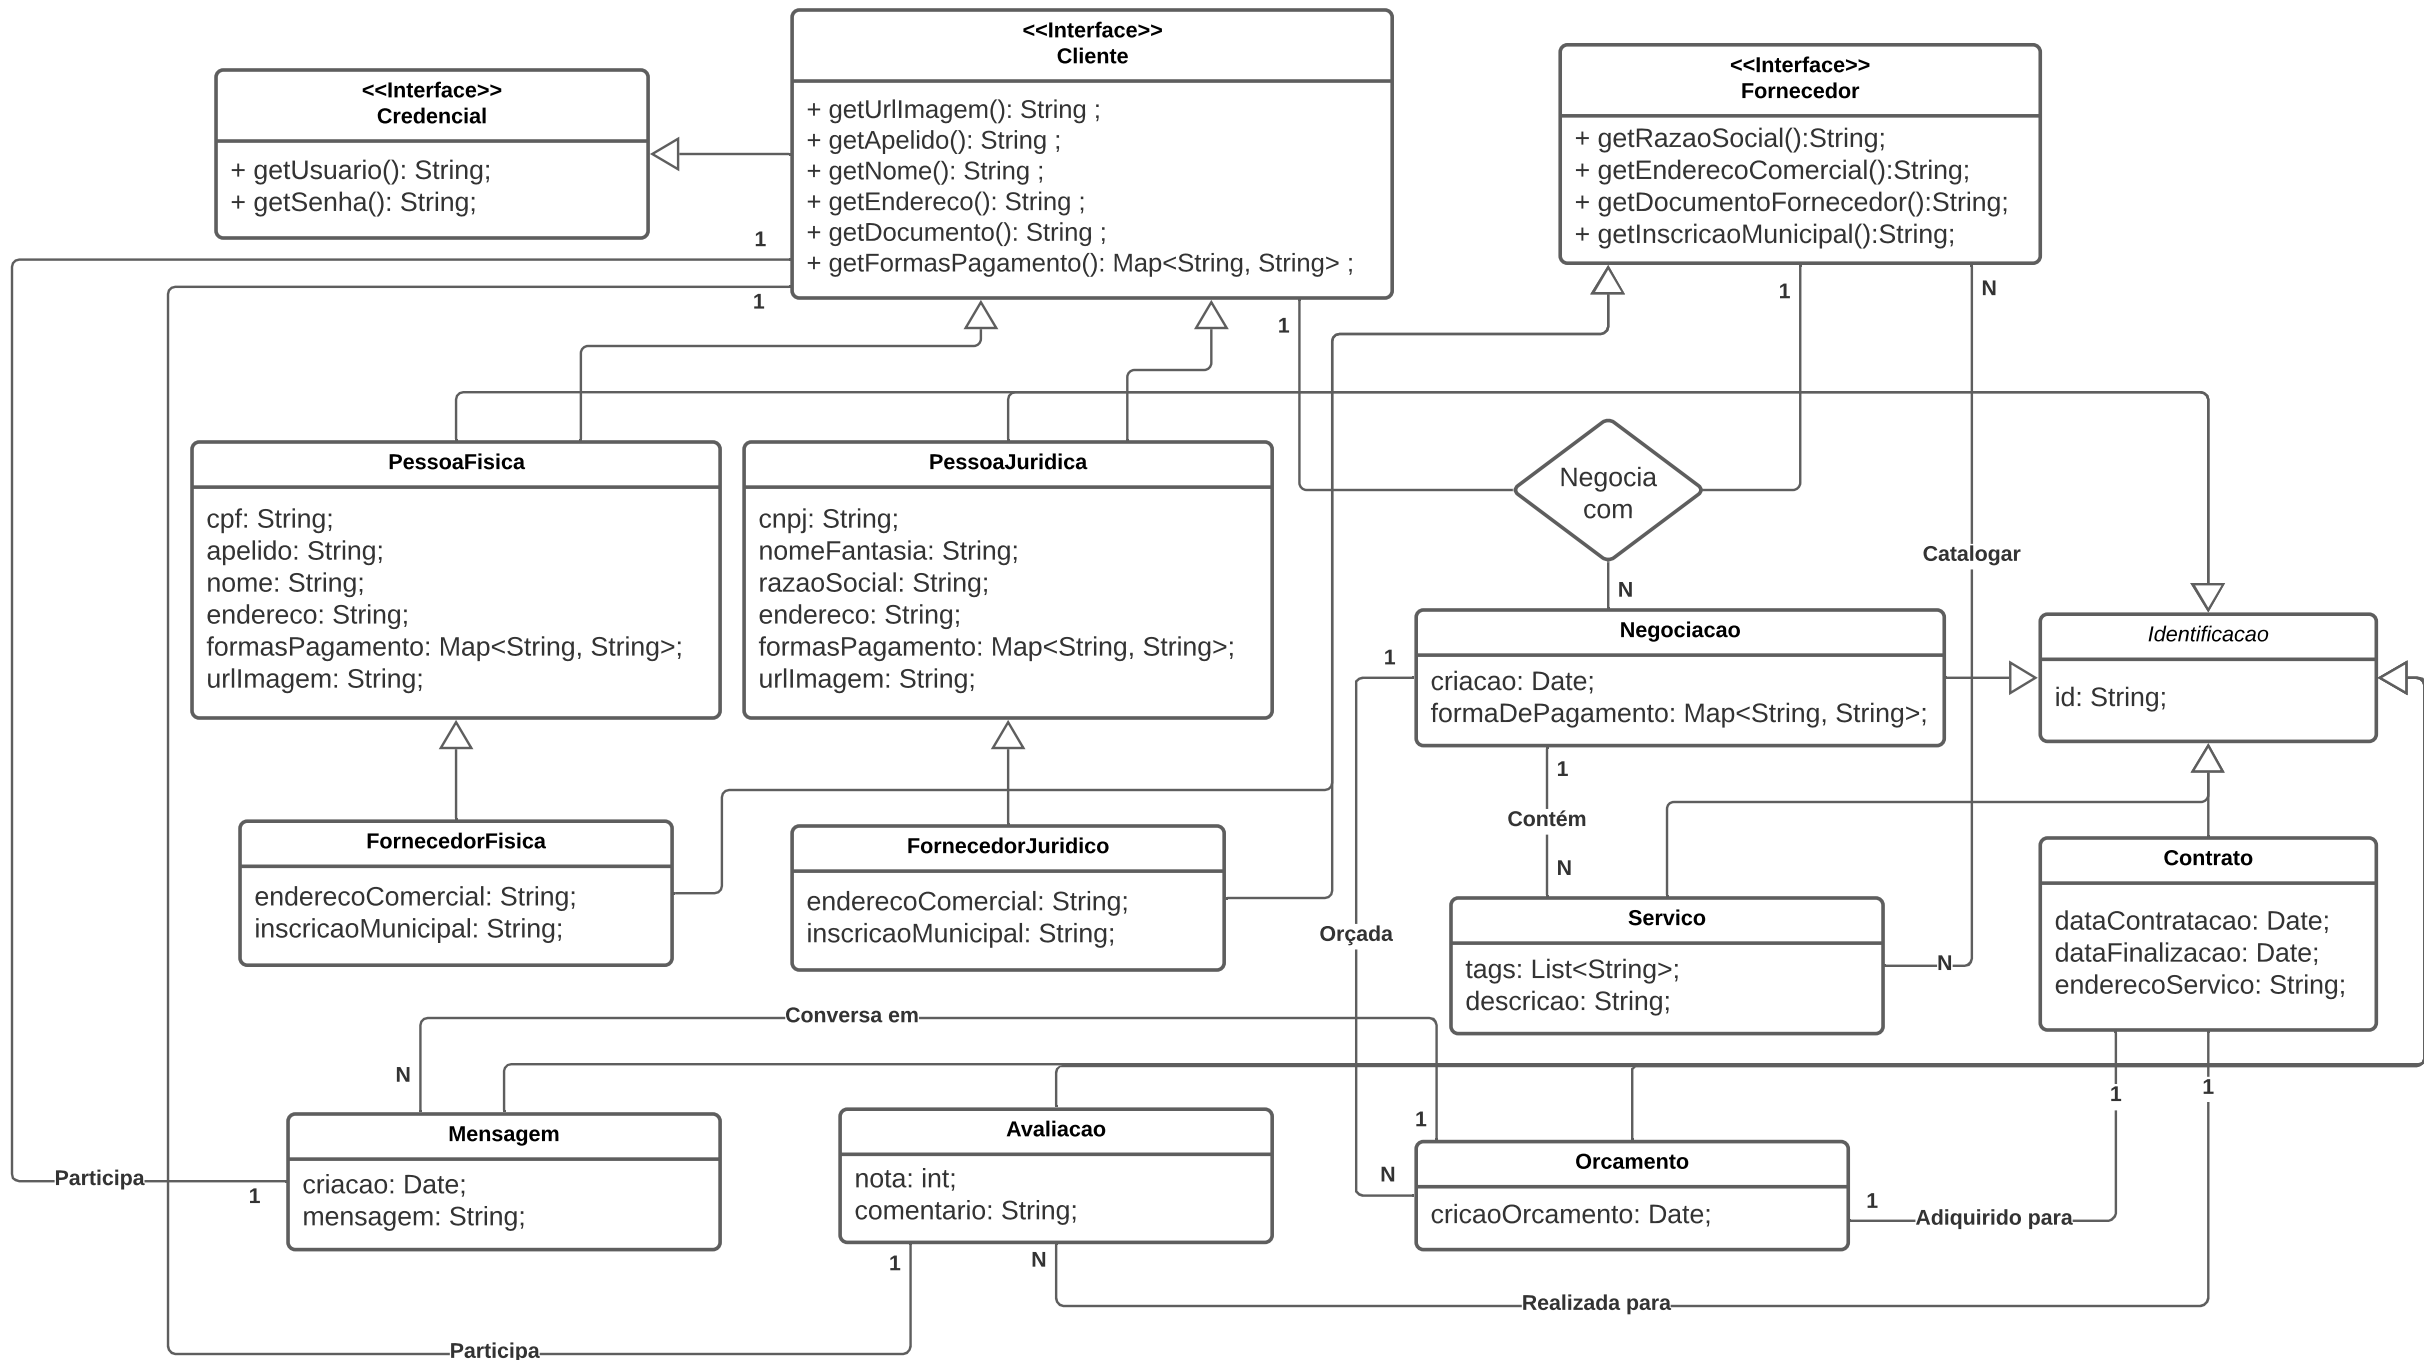 <<Interface>>
Cliente
+ getUrlImagem(): String ;
+ getApelido(): String ;
+ getNome(): String ;
+ getEndereco(): String ;
+ getDocumento(): String ;
+ getFormasPagamento(): Map<String, String> ;
<<Interface>>
Credencial
+ getUsuario(): String;
+ getSenha(): String;
<<Interface>>
Fornecedor
+ getRazaoSocial():String;
+ getEnderecoComercial():String;
+ getDocumentoFornecedor():String;
+ getInscricaoMunicipal():String;
1
1
1
1
N
PessoaFisica
cpf: String;
apelido: String;
nome: String;
endereco: String;
formasPagamento: Map<String, String>;
urlImagem: String;
PessoaJuridica
cnpj: String;
nomeFantasia: String;
razaoSocial: String;
endereco: String;
formasPagamento: Map<String, String>;
urlImagem: String;
Negocia
com
N
Catalogar
Negociacao
criacao: Date;
formaDePagamento: Map<String, String>;
1
Identificacao
id: String;
1
Contém
N
FornecedorFisica
enderecoComercial: String;
inscricaoMunicipal: String;
FornecedorJuridico
enderecoComercial: String;
inscricaoMunicipal: String;
Orçada
Servico
tags: List<String>;
descricao: String;
N
Contrato
dataContratacao: Date;
dataFinalizacao: Date;
enderecoServico: String;
Conversa em
N
1
1
1
Mensagem
criacao: Date;
mensagem: String;
Participa
1
Avaliacao
nota: int;
comentario: String;
N
Orcamento
cricaoOrcamento: Date;
1
Adiquirido para
1
N
Realizada para
Participa